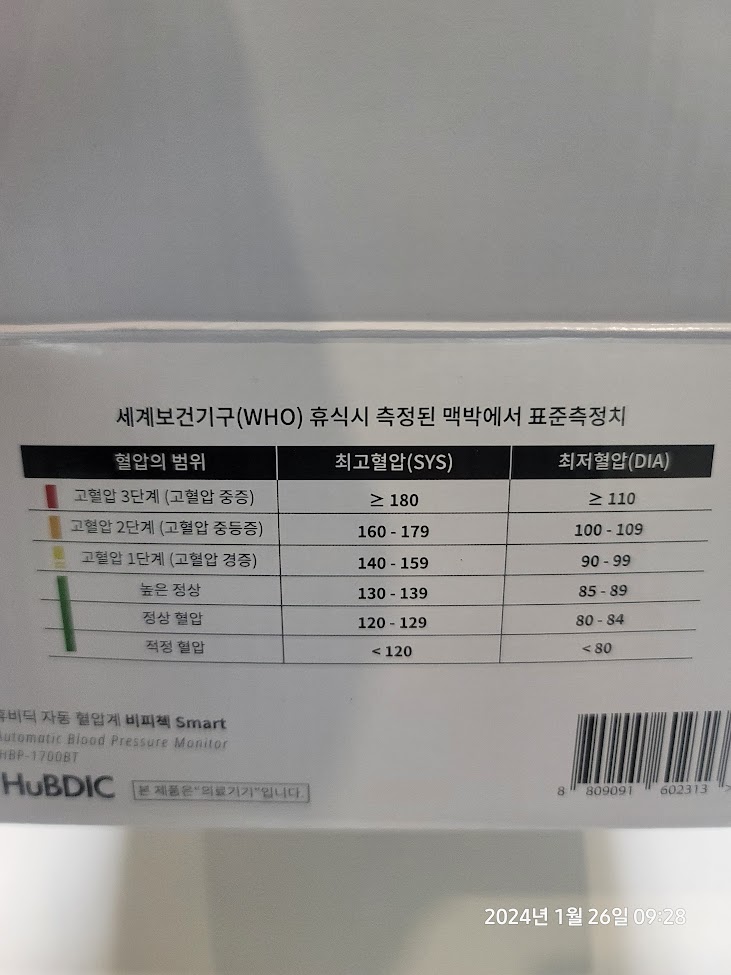 세계보건기구(WHO) 휴식시 측정된 맥박에서 표준측정치
혈압의 범위 최고혈압(SYS) 최저혈압(DIA)
고혈압 3단계 (고혈압 중증) ≥ 180 ≥ 110
고혈압 2단계 (고혈압 중등증) 160 - 179 100 - 109
고혈압 1단계 (고혈압 경증) 140 - 159 90 - 99
높은 정상 130 - 139 85 - 89
정상 혈압 120 - 129 80 - 84
적정 혈압 < 120 < 80
휴비딕 자동 혈압계 비피첵 Smart
Automatic Blood Pressure Monitor
HBP-1700BT
HuBDIC 본 제품은“의료기기”입니다.
8 809091 602313 >
2024년 1월 26일 09:28